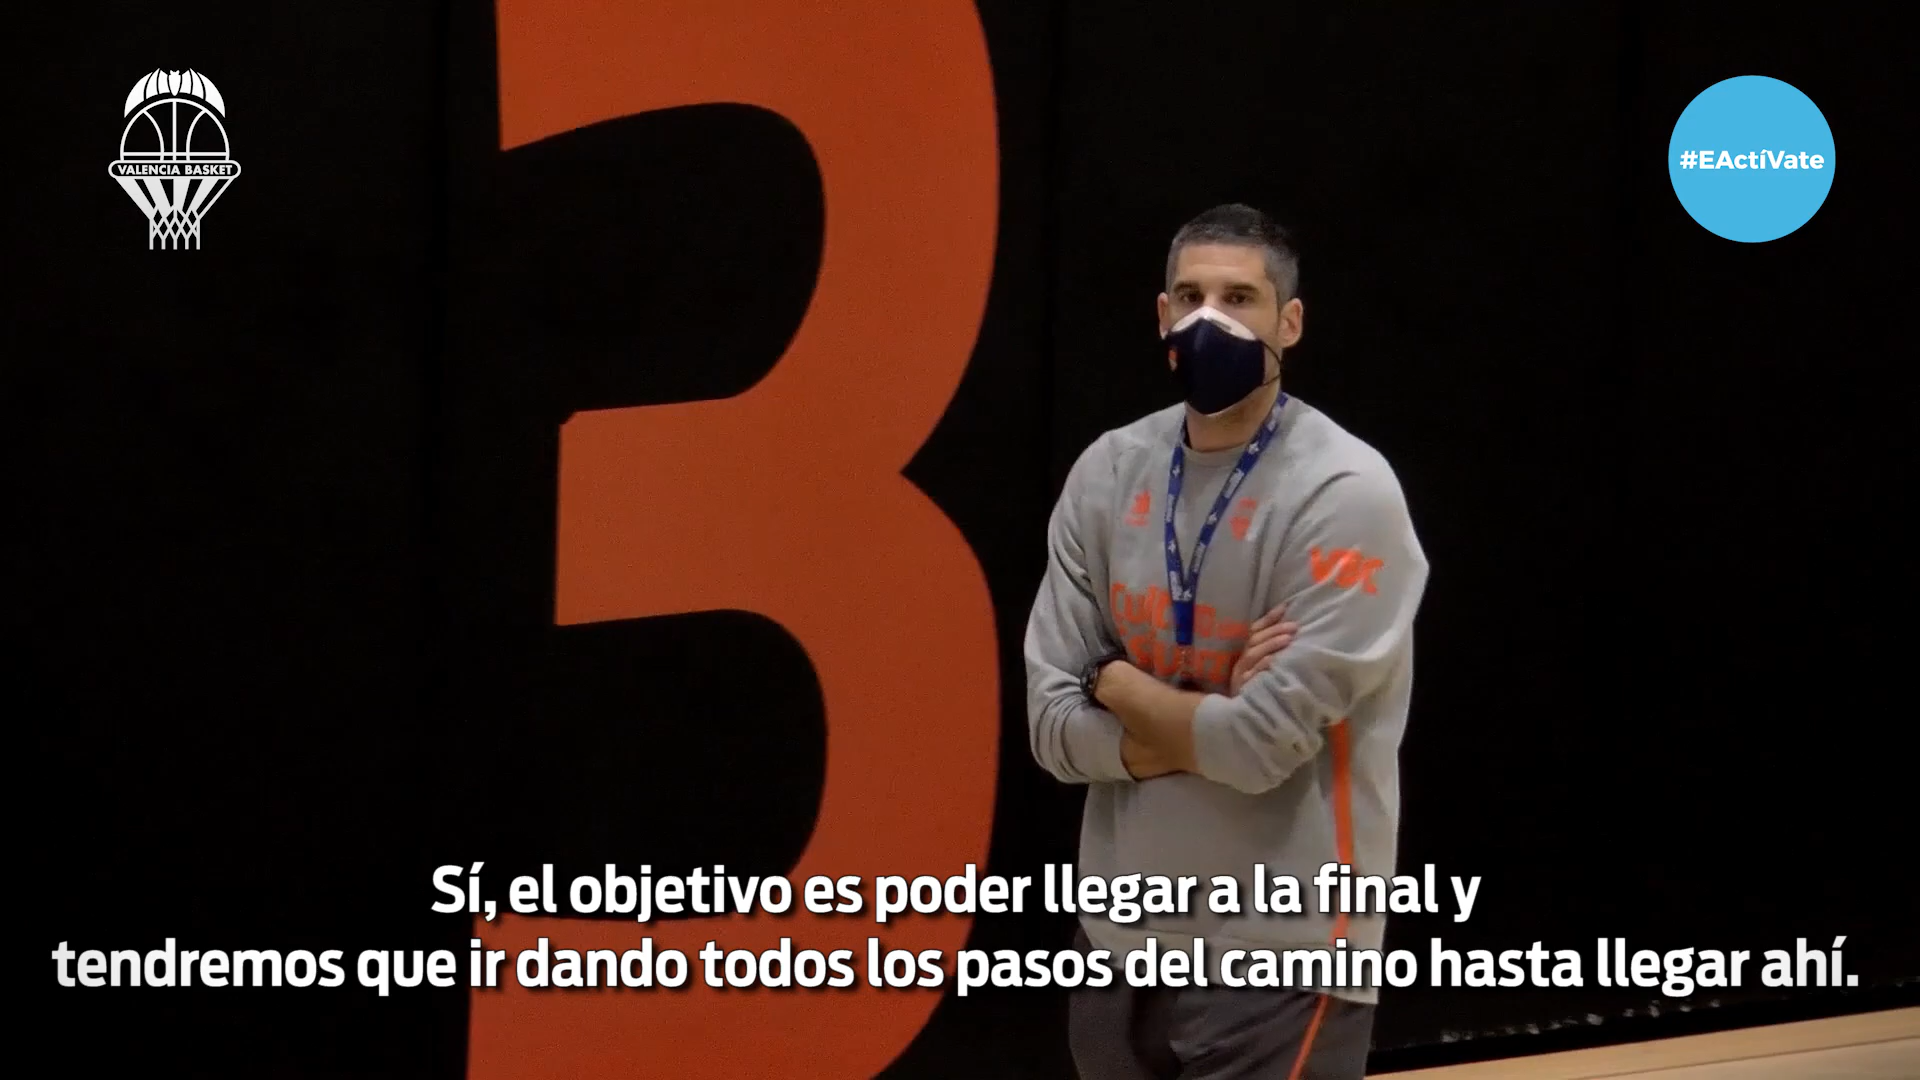 VALENCIA BASKET
#EActíVate
3
VBC
Sí, el objetivo es poder llegar a la final y
tendremos que ir dando todos los pasos del camino hasta llegar ahí.